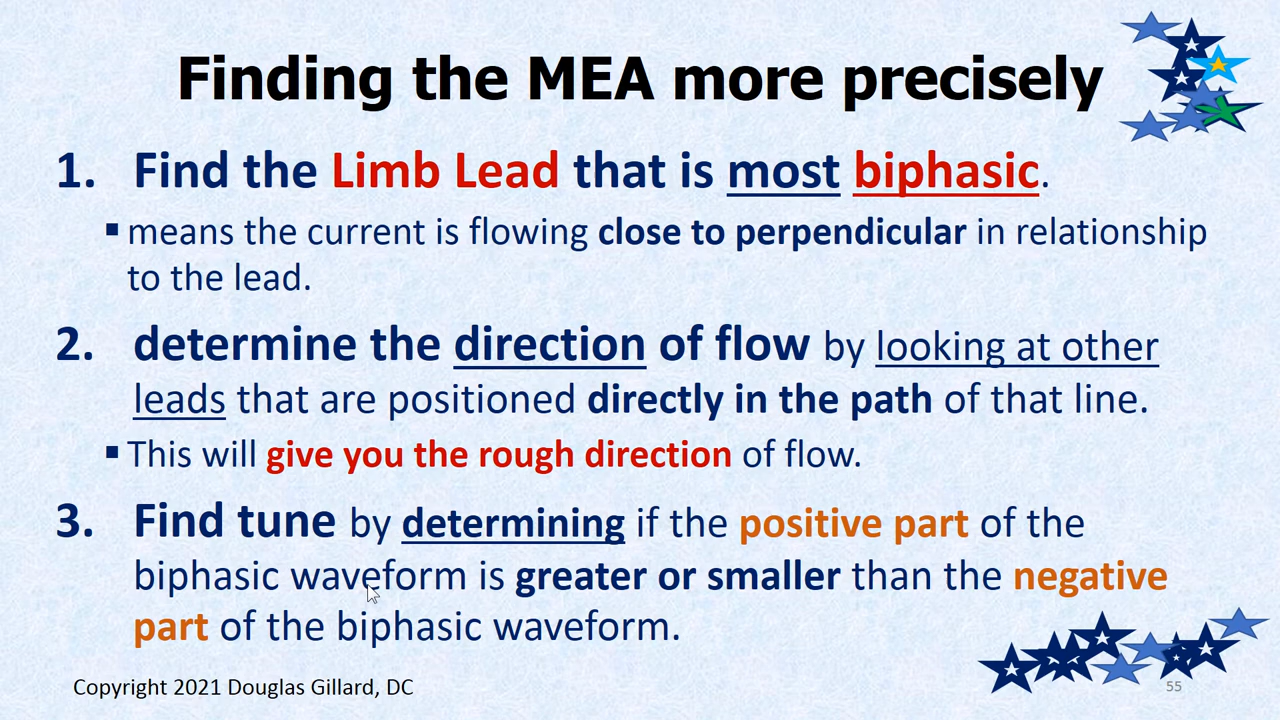 Finding the MEA more precisely
1. Find the Limb Lead that is most biphasic.
▪ means the current is flowing close to perpendicular in relationship
to the lead.
2. determine the direction of flow by looking at other
leads that are positioned directly in the path of that line.
▪ This will give you the rough direction of flow.
3. Find tune by determining if the positive part of the
biphasic waveform is greater or smaller than the negative
part of the biphasic waveform.
Copyright 2021 Douglas Gillard, DC
55